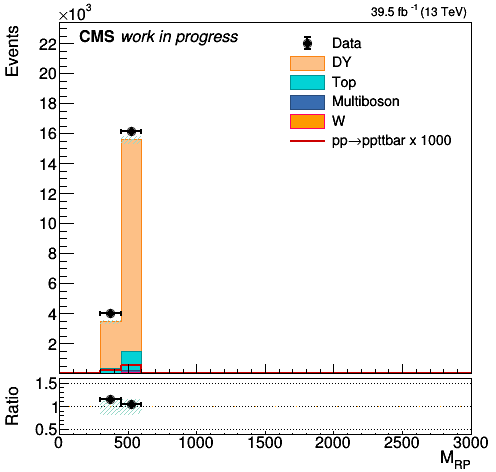 ×10³
39.5 fb⁻¹ (13 TeV)
CMS work in progress
Events
22
20
18
16
14
12
10
8
6
4
2
Data
DY
Top
Multiboson
W
pp→ppttbar x 1000
Ratio
1.5
1
0.5
0 500 1000 1500 2000 2500 3000
M_RP